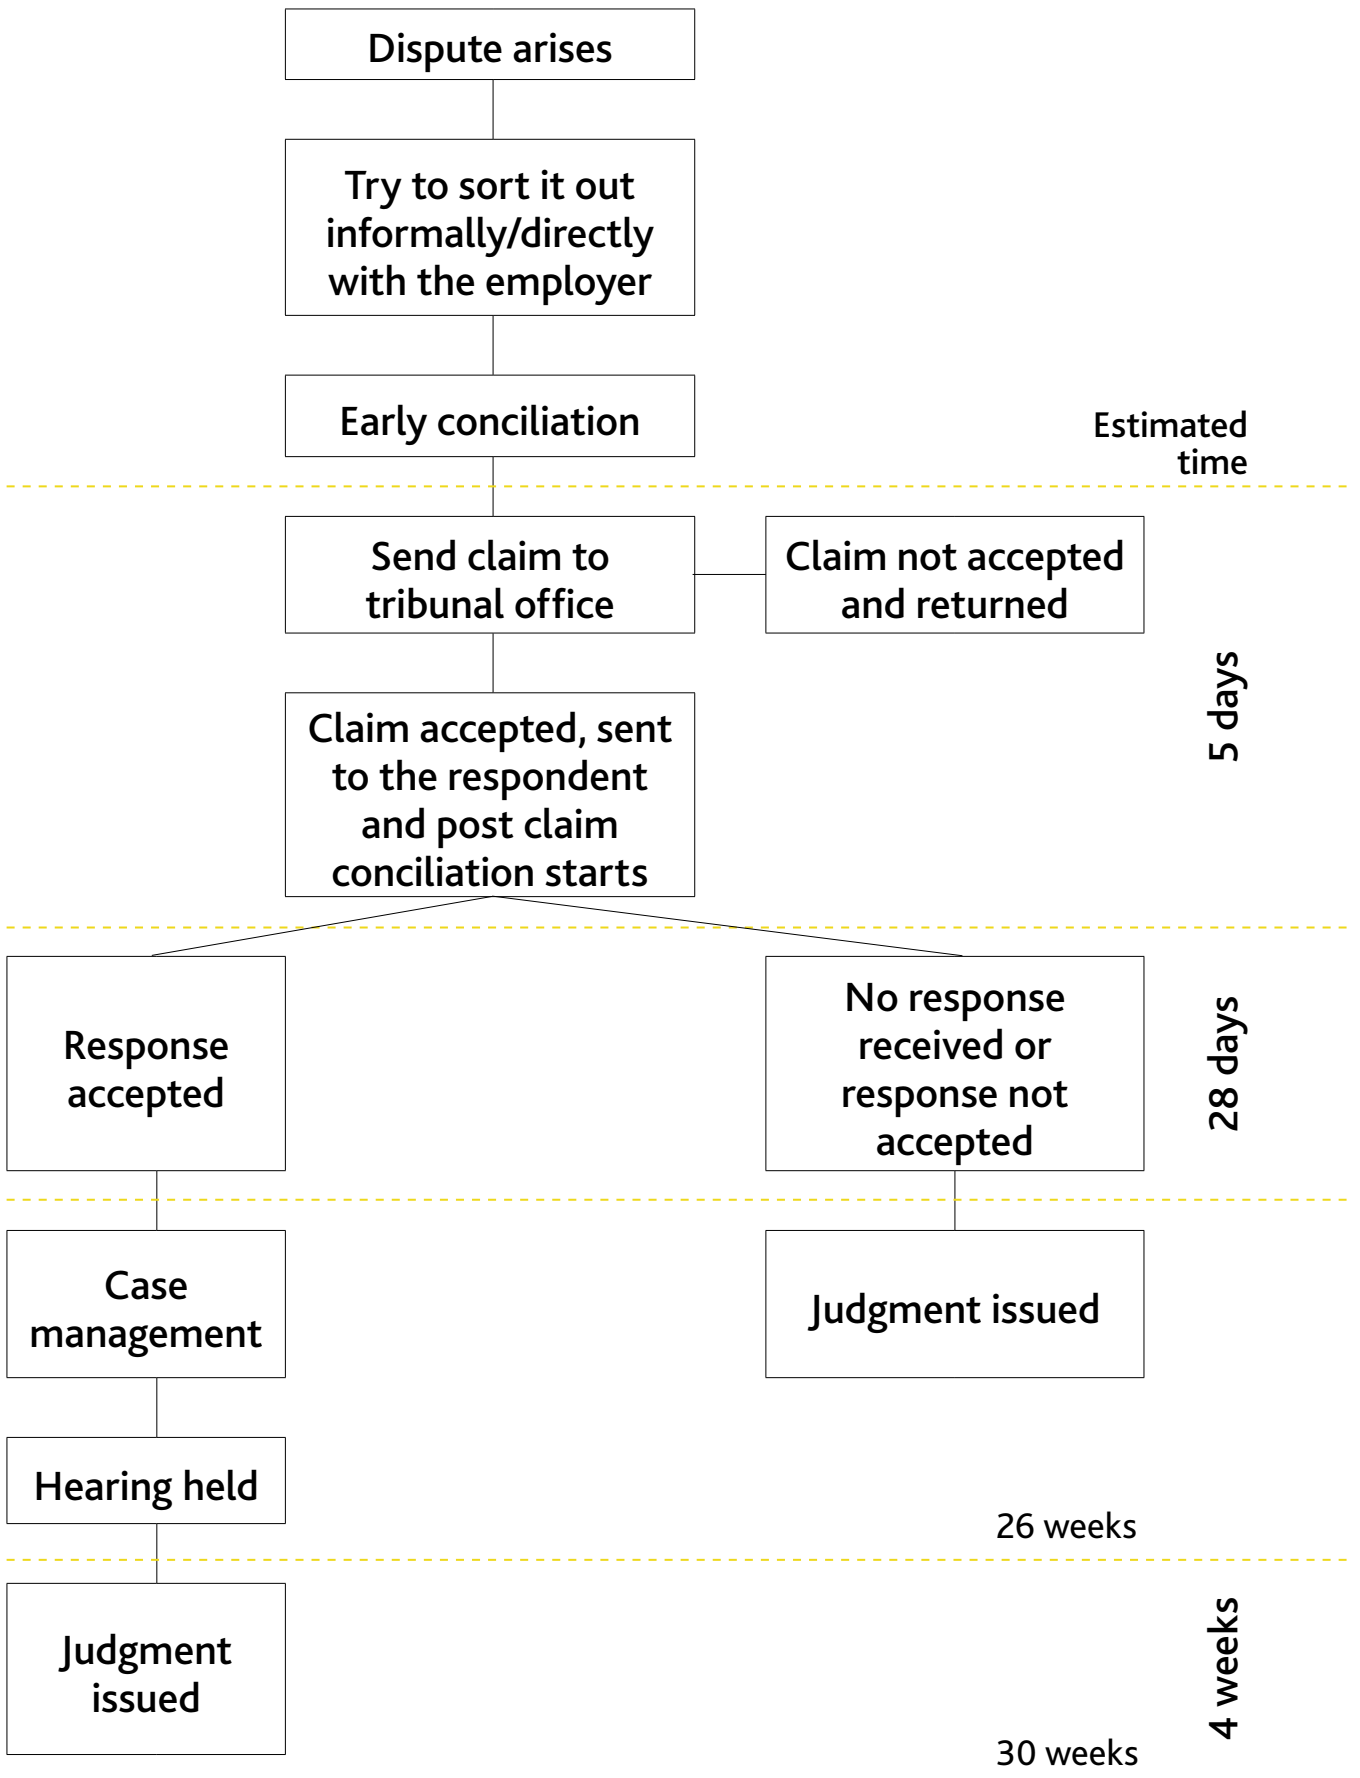 Dispute arises
Try to sort it out
informally/directly
with the employer
Early conciliation
Estimated
time
Send claim to
tribunal office
Claim not accepted
and returned
5 days
Claim accepted, sent
to the respondent
and post claim
conciliation starts
Response
accepted
No response
received or
response not
accepted
28 days
Case
management
Judgment issued
Hearing held
26 weeks
Judgment
issued
4 weeks
30 weeks